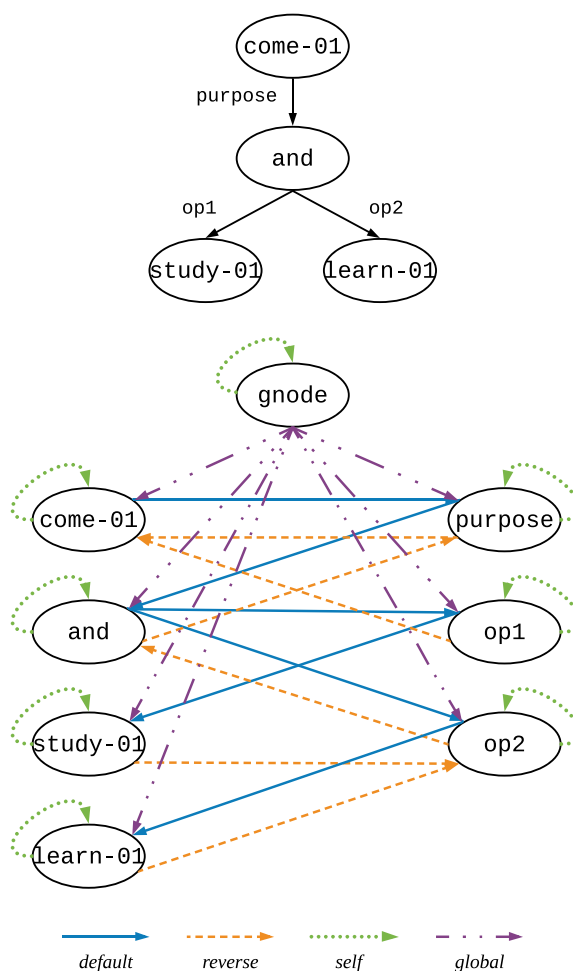 come-01
purpose
and
op1 op2
study-01 learn-01
gnode
come-01 purpose
and op1
study-01 op2
learn-01
default reverse self global